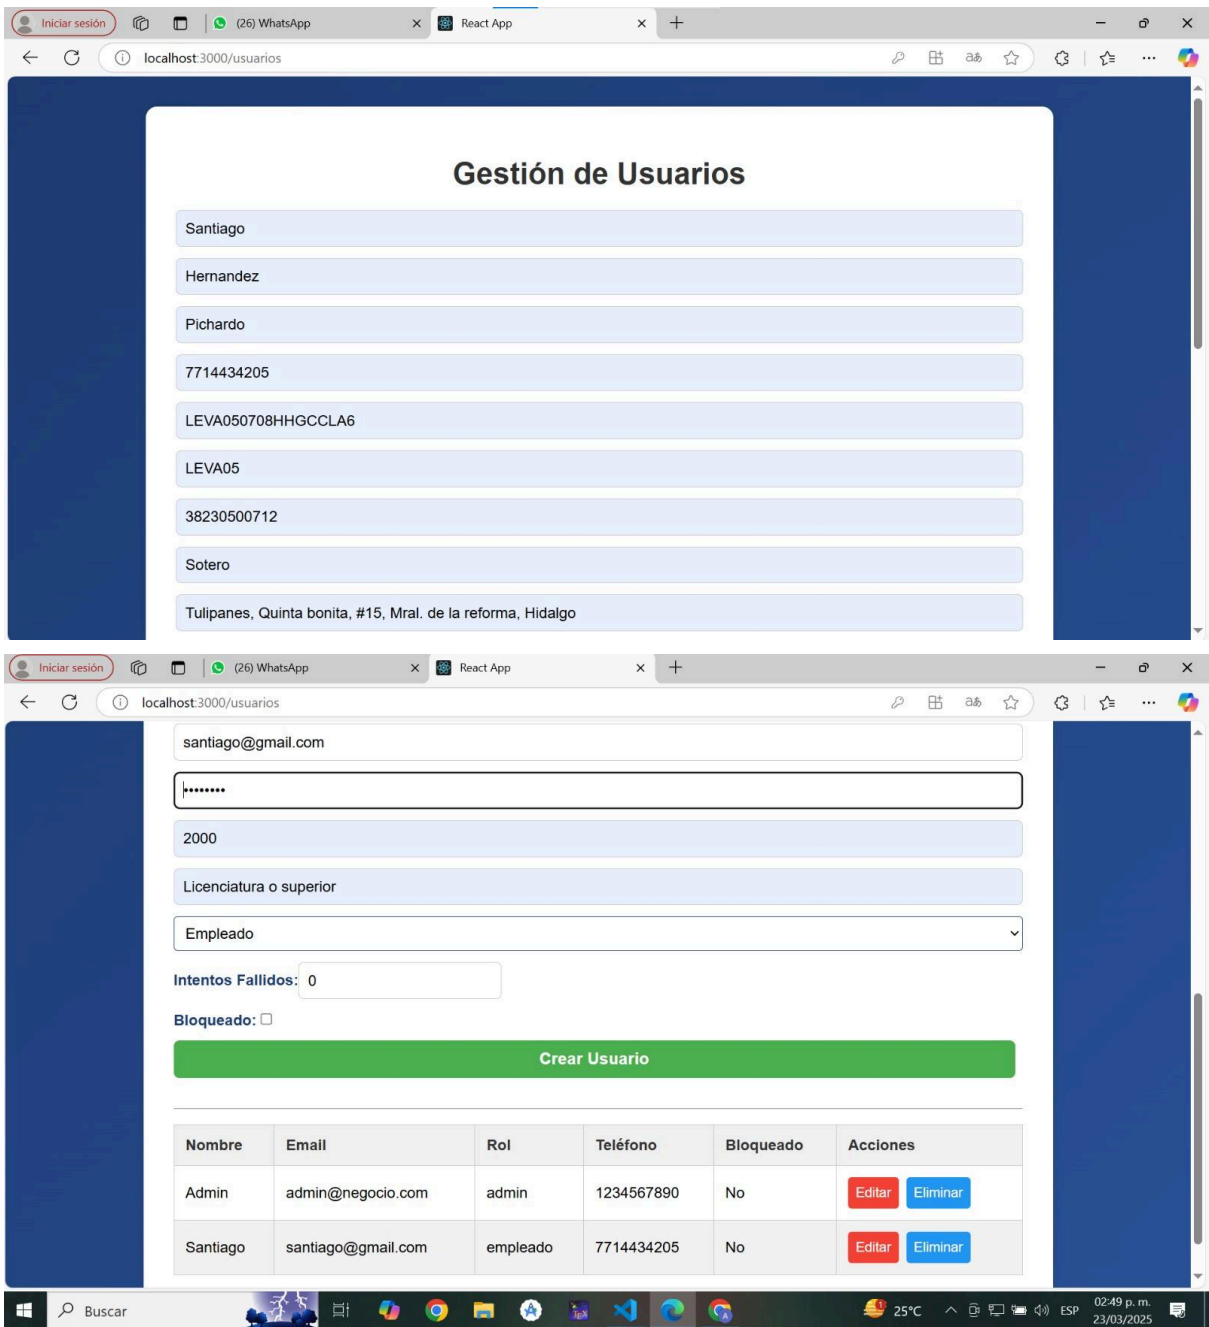 Iniciar sesión (26) WhatsApp React App
localhost:3000/usuarios aあ
Gestión de Usuarios
Santiago
Hernandez
Pichardo
7714434205
LEVA050708HHGCCLA6
LEVA05
38230500712
Sotero
Tulipanes, Quinta bonita, #15, Mral. de la reforma, Hidalgo
Iniciar sesión (26) WhatsApp React App
localhost:3000/usuarios aあ
santiago@gmail.com
••••••••
2000
Licenciatura o superior
Empleado
Intentos Fallidos: 0
Bloqueado:
Crear Usuario
Nombre Email Rol Teléfono Bloqueado Acciones
Admin admin@negocio.com admin 1234567890 No Editar Eliminar
Santiago santiago@gmail.com empleado 7714434205 No Editar Eliminar
Buscar 25°C ESP 02:49 p. m.
23/03/2025